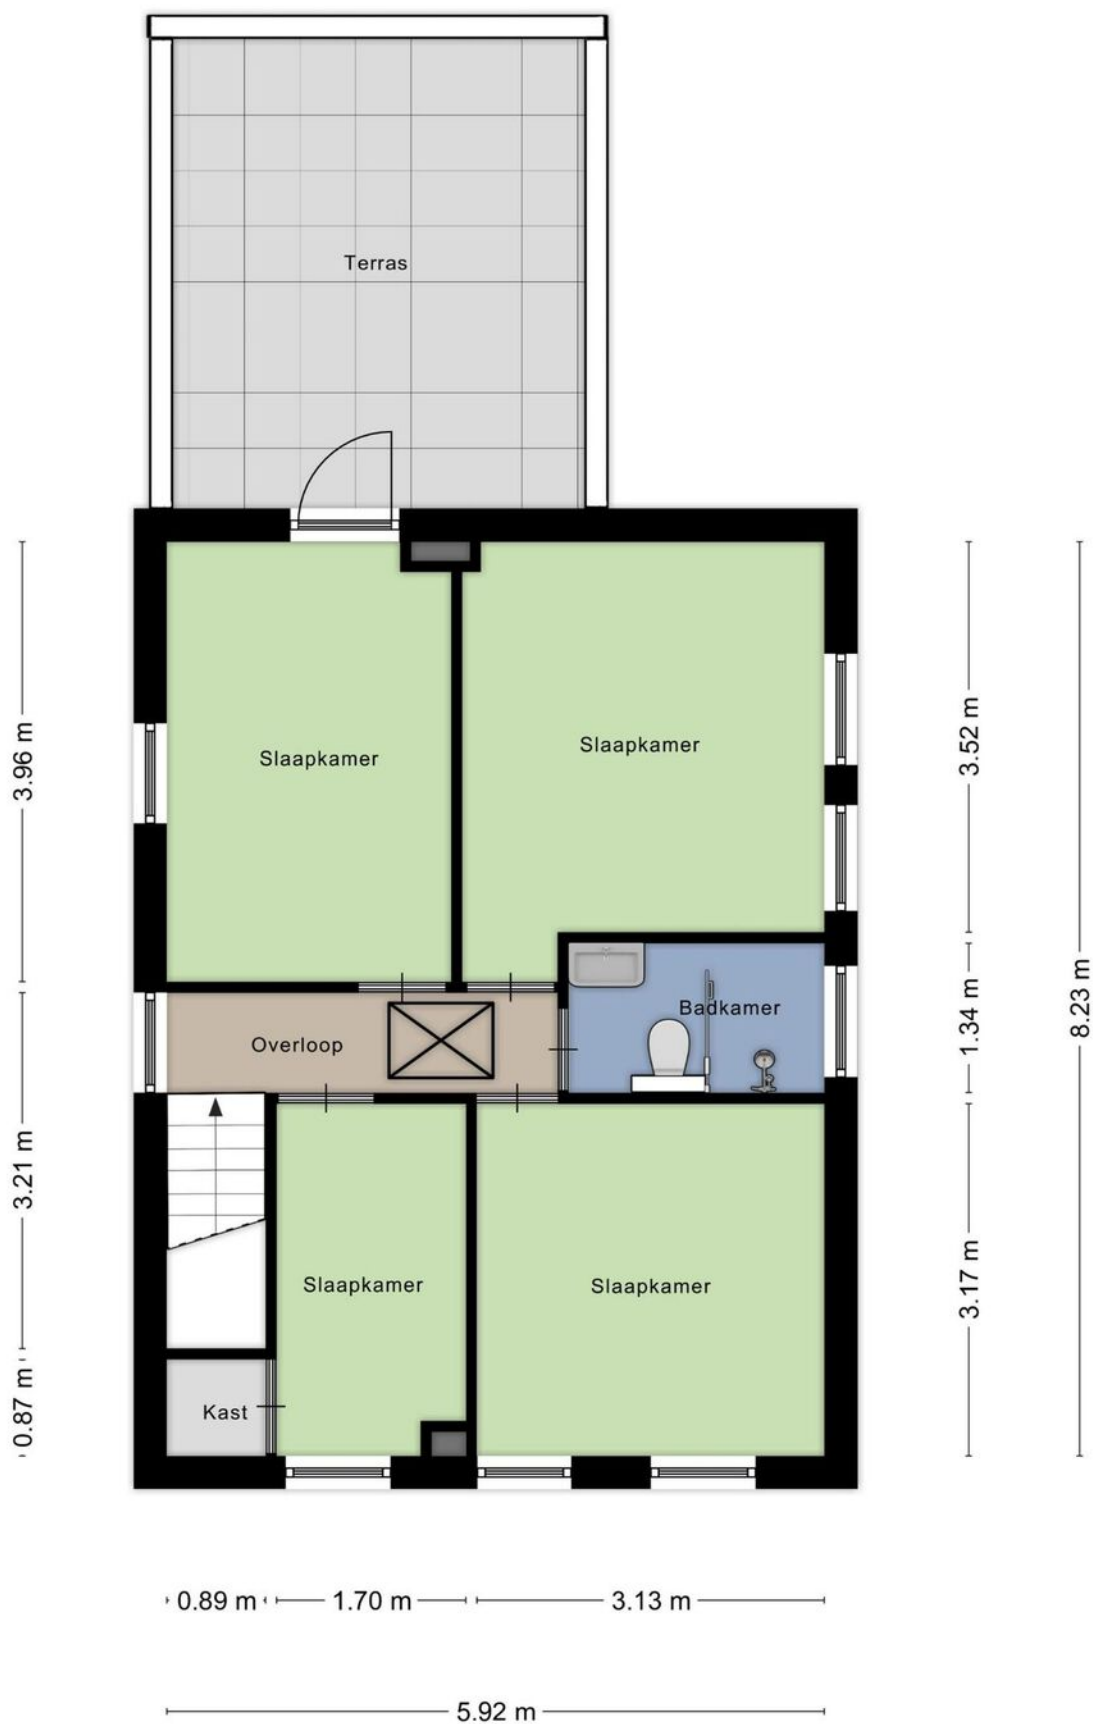 Terras
3.96 m
3.52 m
Slaapkamer
Slaapkamer
8.23 m
1.34 m
Badkamer
Overloop
3.21 m
3.17 m
Slaapkamer
Slaapkamer
0.87 m
Kast
0.89 m
1.70 m
3.13 m
5.92 m